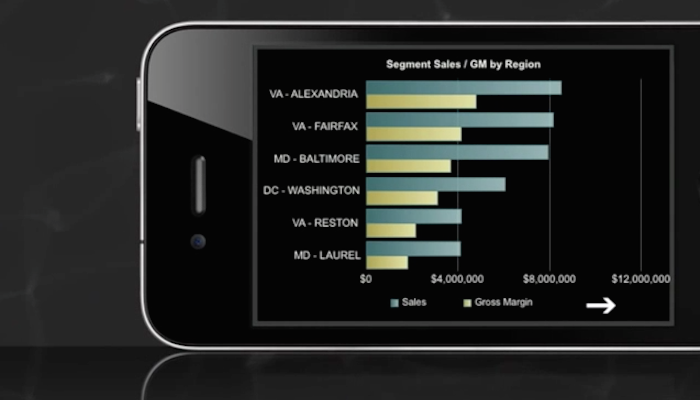 Segment Sales / GM by Region
VA - ALEXANDRIA
VA - FAIRFAX
MD - BALTIMORE
DC - WASHINGTON
VA - RESTON
MD - LAUREL
$0 $4,000,000 $8,000,000 $12,000,000
Sales Gross Margin